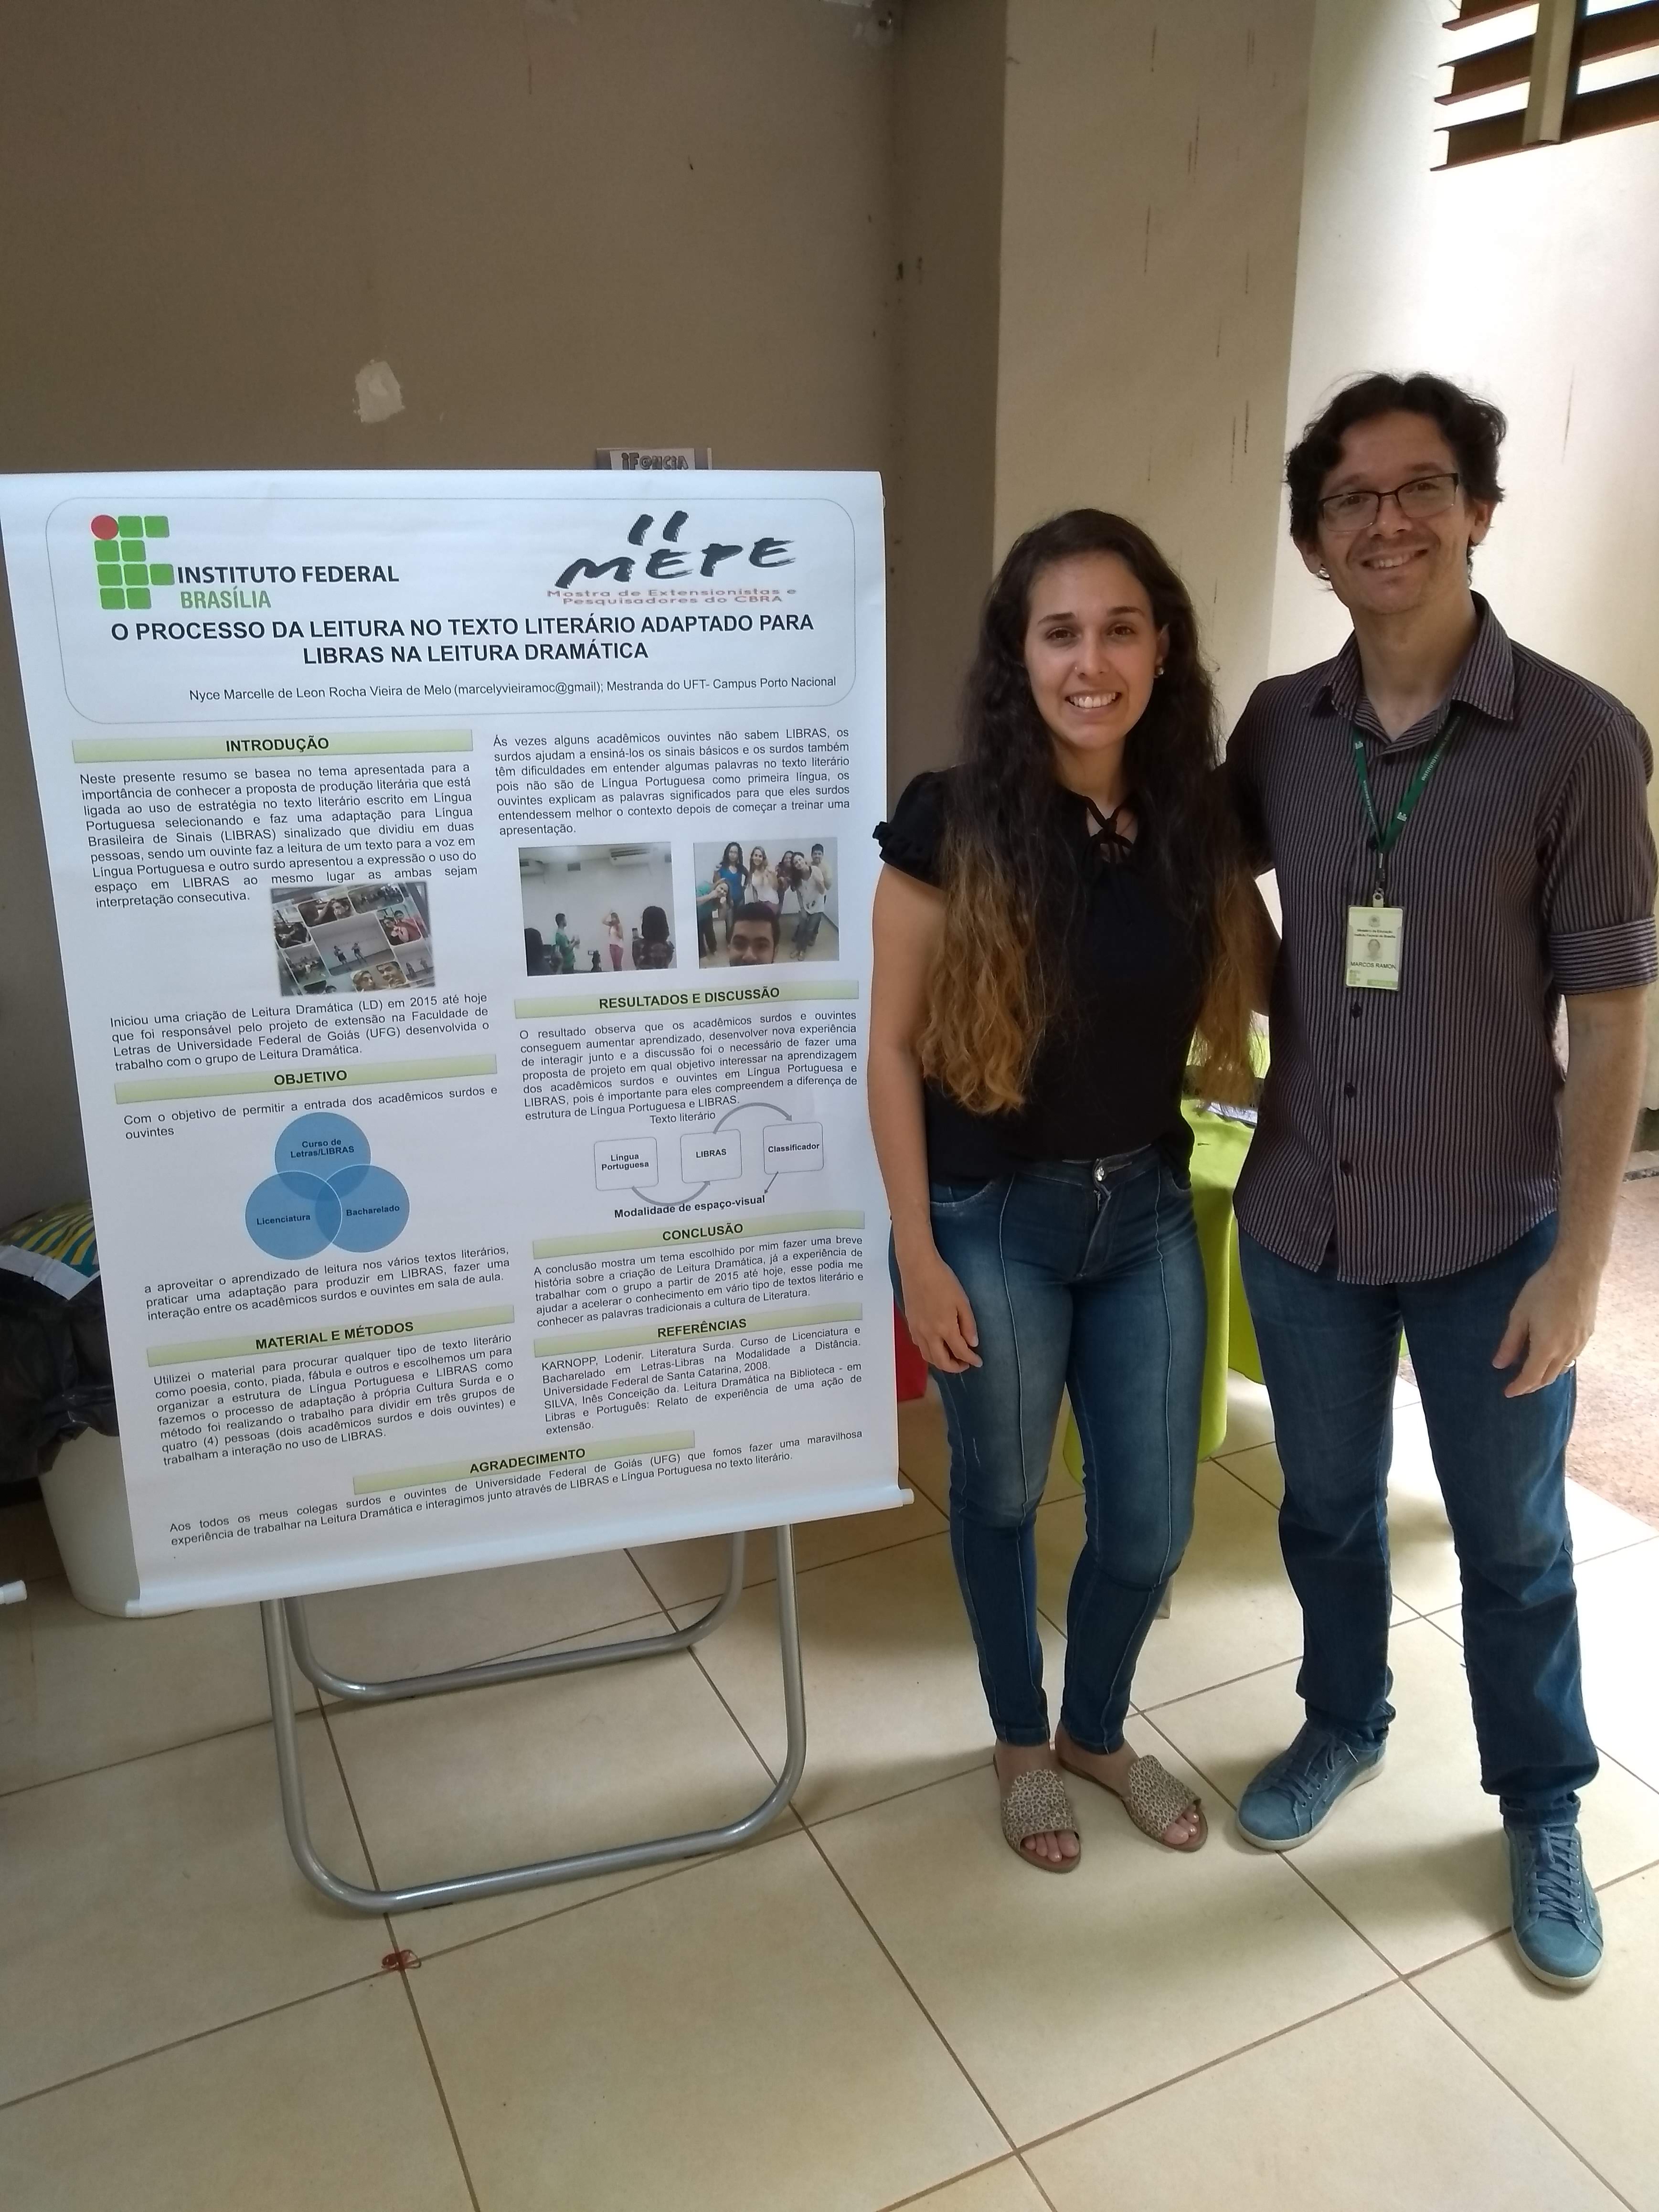 iFência
INSTITUTO FEDERAL
BRASÍLIA
II
MEPE
Mostra de Extensionistas e
Pesquisadores do CBRA
O PROCESSO DA LEITURA NO TEXTO LITERÁRIO ADAPTADO PARA
LIBRAS NA LEITURA DRAMÁTICA
Nyce Marcelle de Leon Rocha Vieira de Melo (marcelyvieiramoc@gmail); Mestranda do UFT- Campus Porto Nacional
INTRODUÇÃO
Neste presente resumo se basea no tema apresentada para a
importância de conhecer a proposta de produção literária que está
ligada ao uso de estratégia no texto literário escrito em Língua
Portuguesa selecionando e faz uma adaptação para Língua
Brasileira de Sinais (LIBRAS) sinalizado que dividiu em duas
pessoas, sendo um ouvinte faz a leitura de um texto para a voz em
Língua Portuguesa e outro surdo apresentou a expressão o uso do
espaço em LIBRAS ao mesmo lugar as ambas sejam
interpretação consecutiva.
Iniciou uma criação de Leitura Dramática (LD) em 2015 até hoje
que foi responsável pelo projeto de extensão na Faculdade de
Letras de Universidade Federal de Goiás (UFG) desenvolvida o
trabalho com o grupo de Leitura Dramática.
OBJETIVO
Com o objetivo de permitir a entrada dos acadêmicos surdos e
ouvintes
Curso de
Letras/LIBRAS
Licenciatura
Bacharelado
a aproveitar o aprendizado de leitura nos vários textos literários,
praticar uma adaptação para produzir em LIBRAS, fazer uma
interação entre os acadêmicos surdos e ouvintes em sala de aula.
MATERIAL E MÉTODOS
Utilizei o material para procurar qualquer tipo de texto literário
como poesia, conto, piada, fábula e outros e escolhemos um para
organizar a estrutura de Língua Portuguesa e LIBRAS como
fazemos o processo de adaptação à própria Cultura Surda e o
método foi realizando o trabalho para dividir em três grupos de
quatro (4) pessoas (dois acadêmicos surdos e dois ouvintes) e
trabalham a interação no uso de LIBRAS.
Ás vezes alguns acadêmicos ouvintes não sabem LIBRAS, os
surdos ajudam a ensiná-los os sinais básicos e os surdos também
têm dificuldades em entender algumas palavras no texto literário
pois não são de Língua Portuguesa como primeira língua, os
ouvintes explicam as palavras significados para que eles surdos
entendessem melhor o contexto depois de começar a treinar uma
apresentação.
RESULTADOS E DISCUSSÃO
O resultado observa que os acadêmicos surdos e ouvintes
conseguem aumentar aprendizado, desenvolver nova experiência
de interagir junto e a discussão foi o necessário de fazer uma
proposta de projeto em qual objetivo interessar na aprendizagem
dos acadêmicos surdos e ouvintes em Língua Portuguesa e
LIBRAS, pois é importante para eles compreendem a diferença de
estrutura de Língua Portuguesa e LIBRAS.
Texto literário
Língua
Portuguesa
LIBRAS
Classificador
Modalidade de espaço-visual
CONCLUSÃO
A conclusão mostra um tema escolhido por mim fazer uma breve
história sobre a criação de Leitura Dramática, já a experiência de
trabalhar com o grupo a partir de 2015 até hoje, esse podia me
ajudar a acelerar o conhecimento em vário tipo de textos literário e
conhecer as palavras tradicionais a cultura de Literatura.
REFERÊNCIAS
KARNOPP, Lodenir. Literatura Surda. Curso de Licenciatura e
Bacharelado em Letras-Libras na Modalidade a Distância.
Universidade Federal de Santa Catarina, 2008.
SILVA, Inês Conceição da. Leitura Dramática na Biblioteca - em
Libras e Português: Relato de experiência de uma ação de
extensão.
AGRADECIMENTO
Aos todos os meus colegas surdos e ouvintes de Universidade Federal de Goiás (UFG) que fomos fazer uma maravilhosa
experiência de trabalhar na Leitura Dramática e interagimos junto através de LIBRAS e Língua Portuguesa no texto literário.
MARCOS RAMON